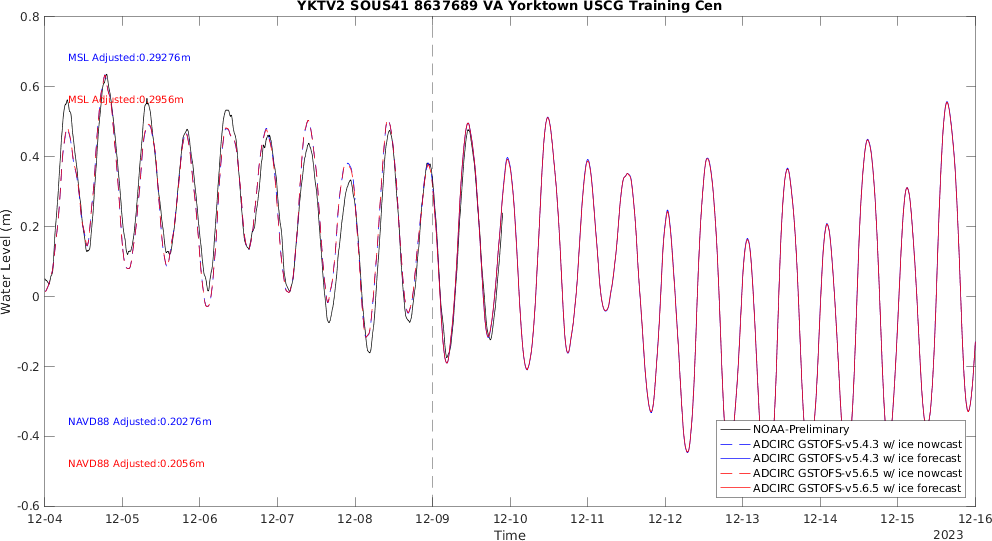 YKTV2 SOUS41 8637689 VA Yorktown USCG Training Cen
0.8
0.6
0.4
0.2
0
-0.2
-0.4
-0.6
Water Level (m)
MSL Adjusted:0.29276m
MSL Adjusted:0.2956m
NAVD88 Adjusted:0.20276m
NAVD88 Adjusted:0.2056m
NOAA-Preliminary
ADCIRC GSTOFS-v5.4.3 w/ ice nowcast
ADCIRC GSTOFS-v5.4.3 w/ ice forecast
ADCIRC GSTOFS-v5.6.5 w/ ice nowcast
ADCIRC GSTOFS-v5.6.5 w/ ice forecast
12-04 12-05 12-06 12-07 12-08 12-09 12-10 12-11 12-12 12-13 12-14 12-15 12-16
Time
2023